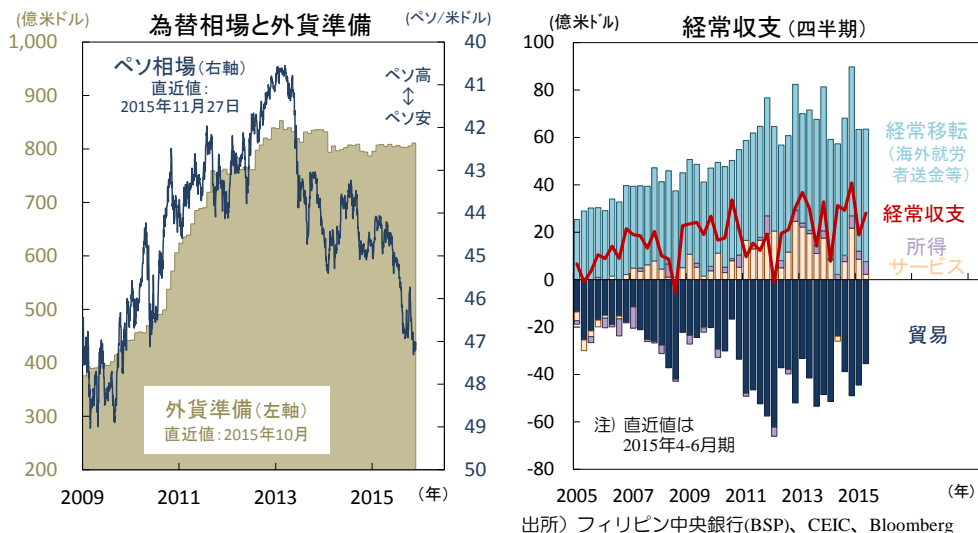 為替相場と外貨準備
(億米ドル)
(ペソ/米ドル)
1,000
900
800
700
600
500
400
300
200
40
41
42
43
44
45
46
47
48
49
50
ペソ相場(右軸)
直近値:
2015年11月27日
ペソ高
↕
ペソ安
外貨準備(左軸)
直近値:2015年10月
2009
2011
2013
2015
(年)
経常収支(四半期)
(億米ドル)
100
80
60
40
20
0
-20
-40
-60
-80
経常移転
(海外就労
者送金等)
経常収支
所得
サービス
貿易
注) 直近値は
2015年4-6月期
2005
2007
2009
2011
2013
2015
(年)
出所)フィリピン中央銀行(BSP)、CEIC、Bloomberg